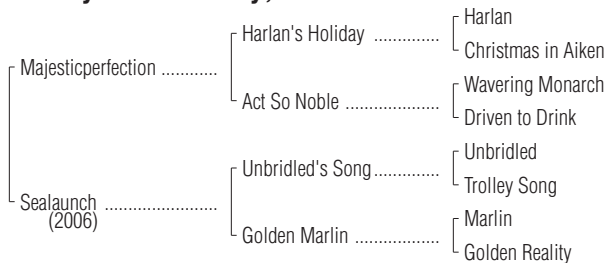 Harlan
Harlan's Holiday ..............
Christmas in Aiken
Majesticperfection ............
Wavering Monarch
Act So Noble ....................
Driven to Drink
Unbridled
Unbridled's Song................
Trolley Song
Sealaunch ........................
(2006)
Marlin
Golden Marlin ..................
Golden Reality